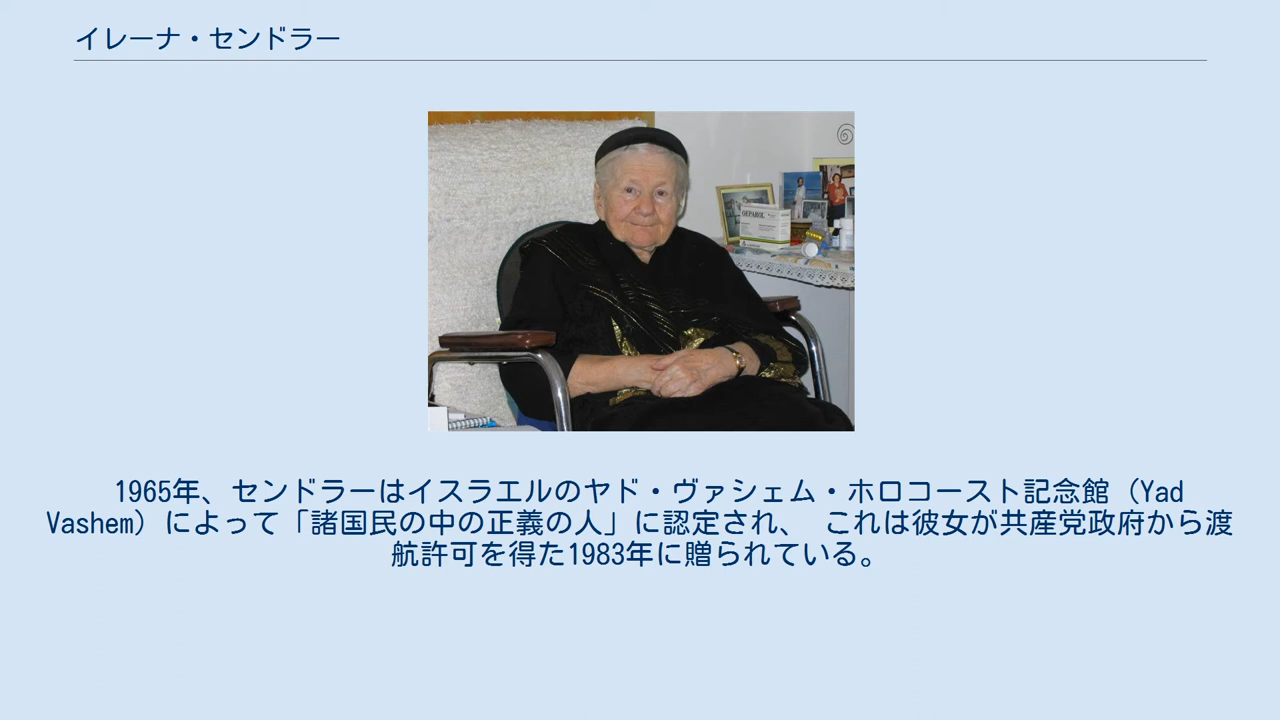 イレーナ・センドラー
OEPAROL
1965年、センドラーはイスラエルのヤド・ヴァシェム・ホロコースト記念館（Yad
Vashem）によって「諸国民の中の正義の人」に認定され、 これは彼女が共産党政府から渡
航許可を得た1983年に贈られている。